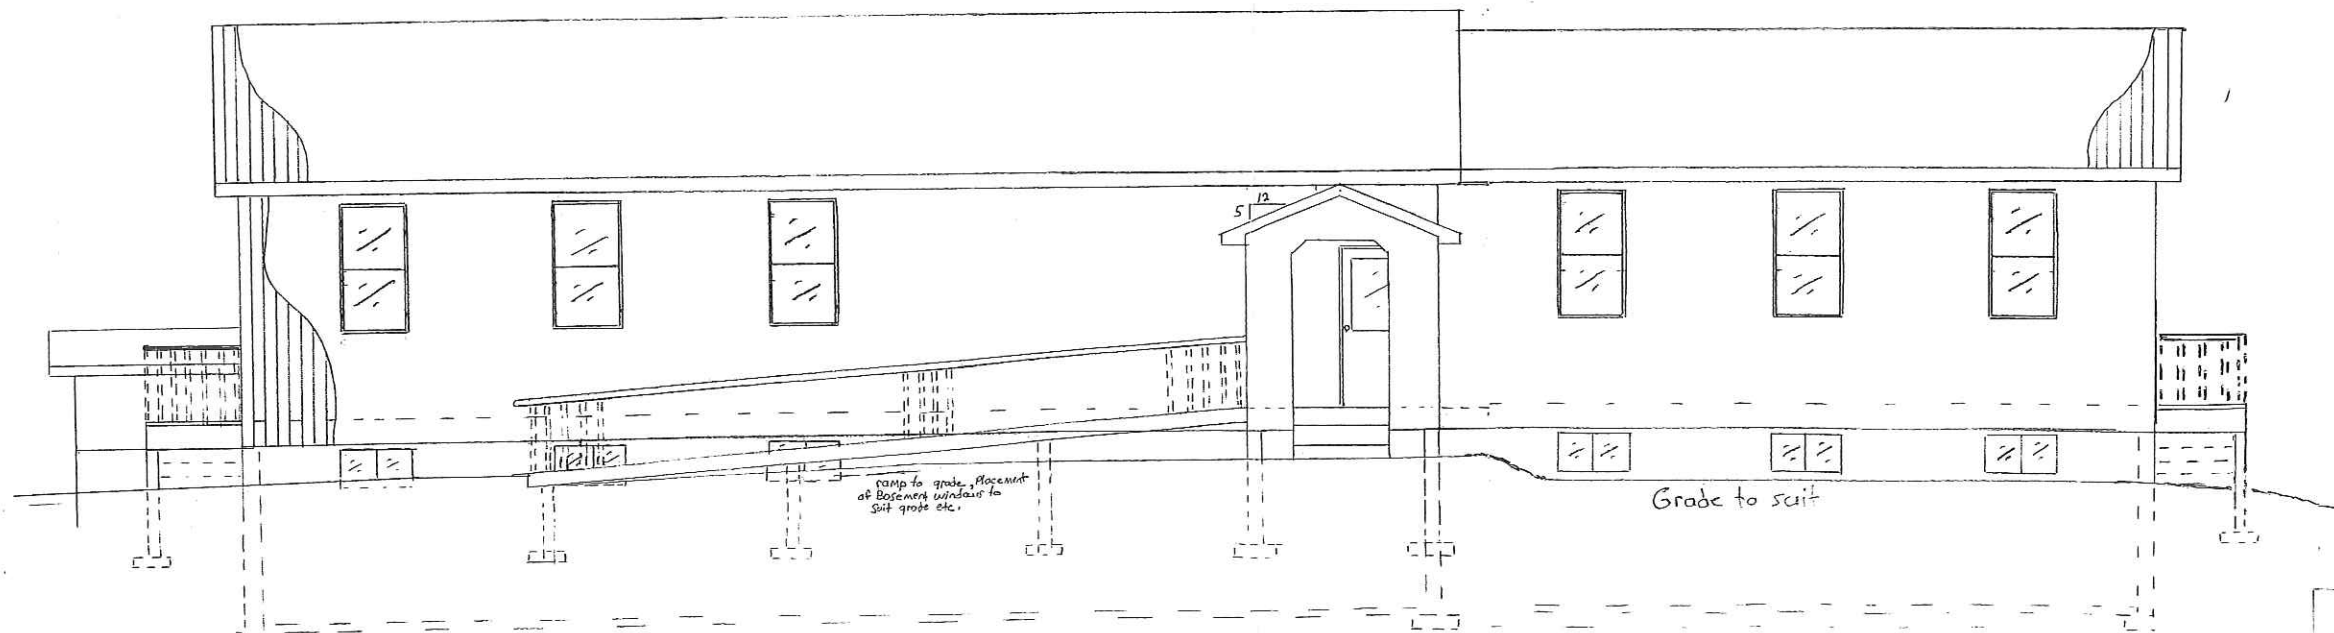 12
5
ramp to grade, Placement
of Basement windows to
Suit grade etc.
Grade to suit